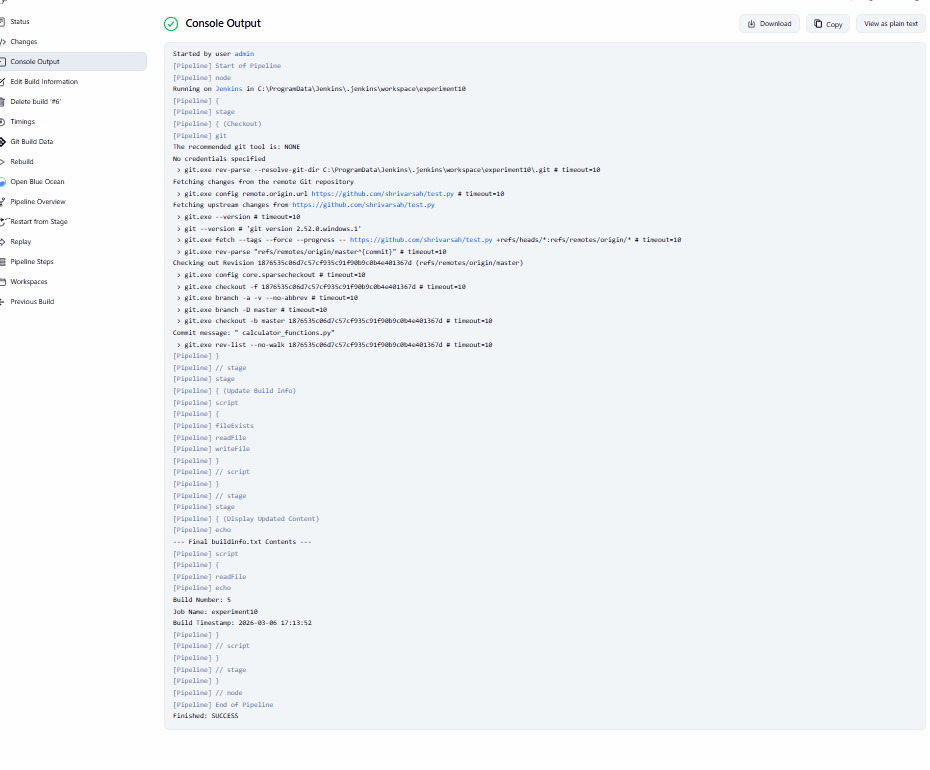 Status
Changes
Console Output
Edit Build Information
Delete build '#6'
Timings
Git Build Data
Rebuild
Open Blue Ocean
Pipeline Overview
Restart from Stage
Replay
Pipeline Steps
Workspaces
Previous Build
Console Output
Download
Copy
View as plain text
Started by user admin
[Pipeline] Start of Pipeline
[Pipeline] node
Running on Jenkins in C:\ProgramData\Jenkins\.jenkins\workspace\experiment10
[Pipeline] {
[Pipeline] stage
[Pipeline] { (Checkout)
[Pipeline] git
The recommended git tool is: NONE
No credentials specified
> git.exe rev-parse --resolve-git-dir C:\ProgramData\Jenkins\.jenkins\workspace\experiment10\.git # timeout=10
Fetching changes from the remote Git repository
> git.exe config remote.origin.url https://github.com/shrivarsah/test.py # timeout=10
Fetching upstream changes from https://github.com/shrivarsah/test.py
> git.exe --version # timeout=10
> git --version # 'git version 2.52.0.windows.1'
> git.exe fetch --tags --force --progress -- https://github.com/shrivarsah/test.py +refs/heads/*:refs/remotes/origin/* # timeout=10
> git.exe rev-parse "refs/remotes/origin/master^{commit}" # timeout=10
Checking out Revision 1876535c06d7c57cf935c91f90b9c0b4e401367d (refs/remotes/origin/master)
> git.exe config core.sparsecheckout # timeout=10
> git.exe checkout -f 1876535c06d7c57cf935c91f90b9c0b4e401367d # timeout=10
> git.exe branch -a -v --no-abbrev # timeout=10
> git.exe branch -D master # timeout=10
> git.exe checkout -b master 1876535c06d7c57cf935c91f90b9c0b4e401367d # timeout=10
Commit message: " calculator_functions.py"
> git.exe rev-list --no-walk 1876535c06d7c57cf935c91f90b9c0b4e401367d # timeout=10
[Pipeline] }
[Pipeline] // stage
[Pipeline] stage
[Pipeline] { (Update Build Info)
[Pipeline] script
[Pipeline] {
[Pipeline] fileExists
[Pipeline] readFile
[Pipeline] writeFile
[Pipeline] }
[Pipeline] // script
[Pipeline] }
[Pipeline] // stage
[Pipeline] stage
[Pipeline] { (Display Updated Content)
[Pipeline] echo
--- Final buildinfo.txt Contents ---
[Pipeline] script
[Pipeline] {
[Pipeline] readFile
[Pipeline] echo
Build Number: 5
Job Name: experiment10
Build Timestamp: 2026-03-06 17:13:52
[Pipeline] }
[Pipeline] // script
[Pipeline] }
[Pipeline] // stage
[Pipeline] }
[Pipeline] // node
[Pipeline] End of Pipeline
Finished: SUCCESS